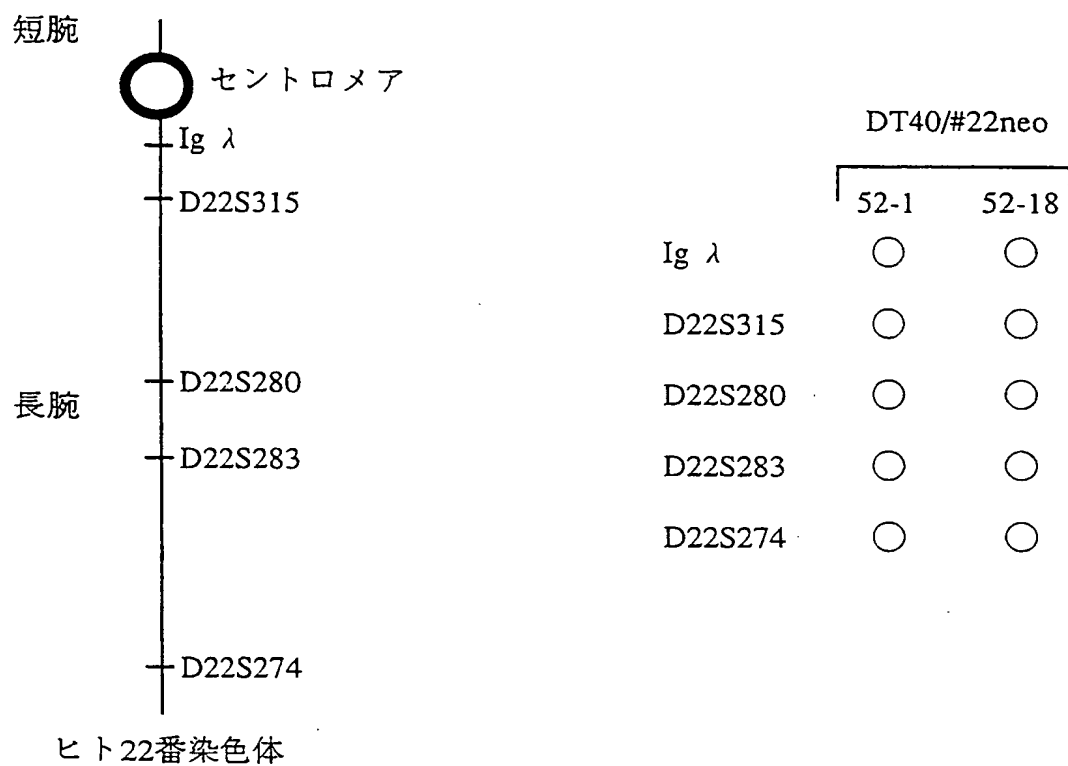 短腕
セントロメア
Ig λ
D22S315
D22S280
長腕
D22S283
D22S274
ヒト22番染色体
DT40/#22neo
52-1 52-18
Ig λ ○ ○
D22S315 ○ ○
D22S280 ○ ○
D22S283 ○ ○
D22S274 ○ ○